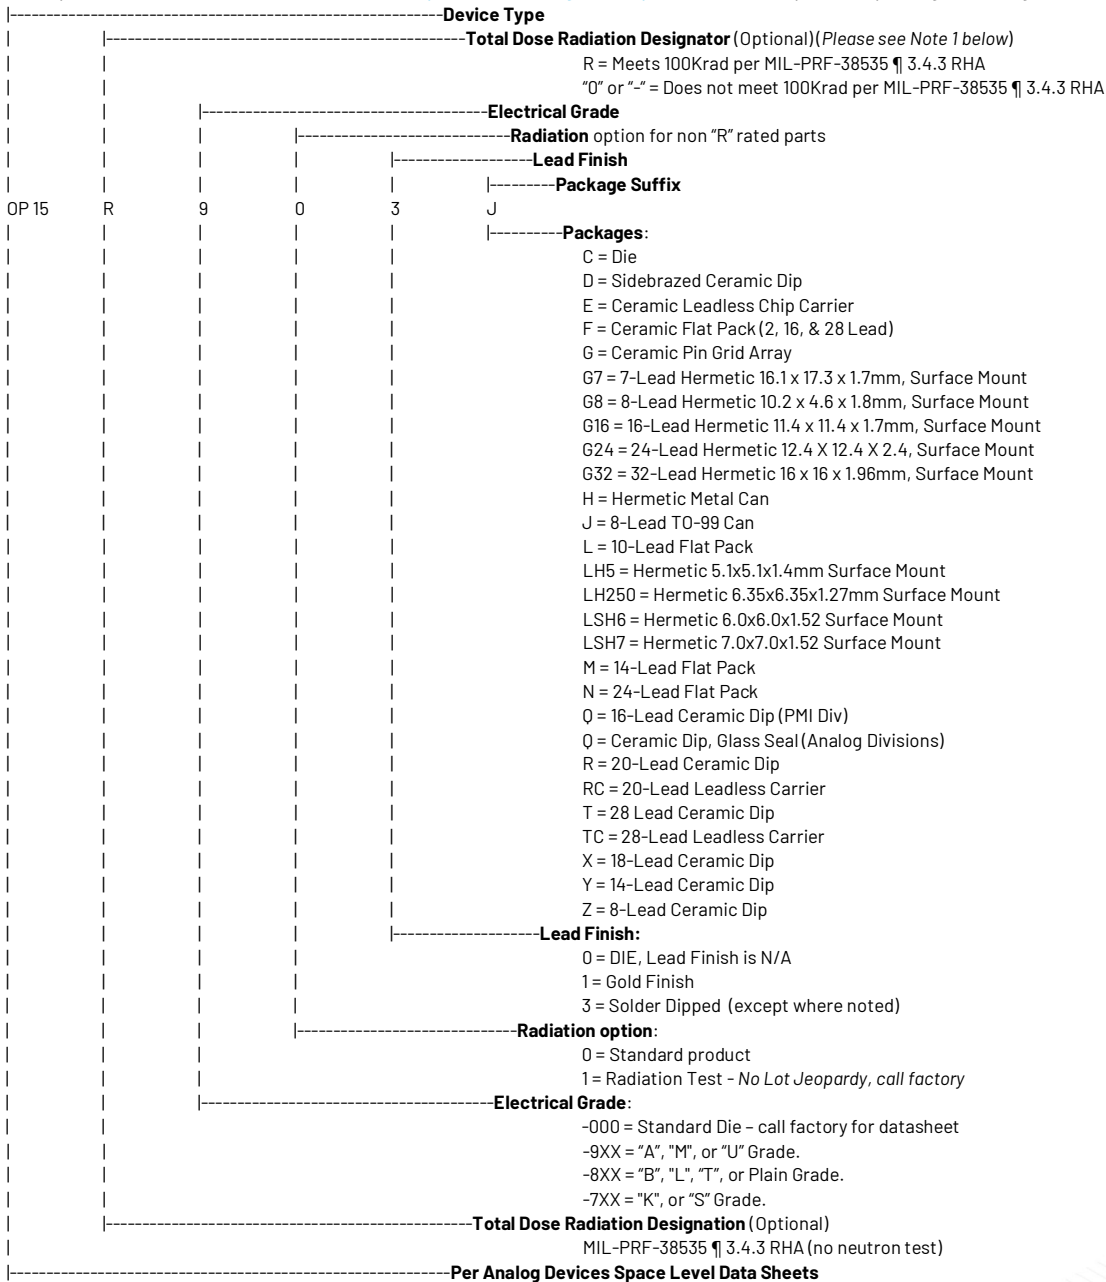 |------------------------------------------------------------Device Type
| |--------------------------------------------------Total Dose Radiation Designator (Optional) (Please see Note 1 below)
| | R = Meets 100Krad per MIL-PRF-38535 ¶ 3.4.3 RHA
| | “0” or “-“ = Does not meet 100Krad per MIL-PRF-38535 ¶ 3.4.3 RHA
| | |----------------------------------------Electrical Grade
| | | |-----------------------------Radiation option for non “R” rated parts
| | | | |-------------------Lead Finish
| | | | | |---------Package Suffix
OP 15 R 9 0 3 J
| | | | | |----------Packages:
| | | | | C = Die
| | | | | D = Sidebrazed Ceramic Dip
| | | | | E = Ceramic Leadless Chip Carrier
| | | | | F = Ceramic Flat Pack (2, 16, & 28 Lead)
| | | | | G = Ceramic Pin Grid Array
| | | | | G7 = 7-Lead Hermetic 16.1 x 17.3 x 1.7mm, Surface Mount
| | | | | G8 = 8-Lead Hermetic 10.2 x 4.6 x 1.8mm, Surface Mount
| | | | | G16 = 16-Lead Hermetic 11.4 x 11.4 x 1.7mm, Surface Mount
| | | | | G24 = 24-Lead Hermetic 12.4 X 12.4 X 2.4, Surface Mount
| | | | | G32 = 32-Lead Hermetic 16 x 16 x 1.96mm, Surface Mount
| | | | | H = Hermetic Metal Can
| | | | | J = 8-Lead TO-99 Can
| | | | | L = 10-Lead Flat Pack
| | | | | LH5 = Hermetic 5.1x5.1x1.4mm Surface Mount
| | | | | LH250 = Hermetic 6.35x6.35x1.27mm Surface Mount
| | | | | LSH6 = Hermetic 6.0x6.0x1.52 Surface Mount
| | | | | LSH7 = Hermetic 7.0x7.0x1.52 Surface Mount
| | | | | M = 14-Lead Flat Pack
| | | | | N = 24-Lead Flat Pack
| | | | | Q = 16-Lead Ceramic Dip (PMI Div)
| | | | | Q = Ceramic Dip, Glass Seal (Analog Divisions)
| | | | | R = 20-Lead Ceramic Dip
| | | | | RC = 20-Lead Leadless Carrier
| | | | | T = 28 Lead Ceramic Dip
| | | | | TC = 28-Lead Leadless Carrier
| | | | | X = 18-Lead Ceramic Dip
| | | | | Y = 14-Lead Ceramic Dip
| | | | | Z = 8-Lead Ceramic Dip
| | | | |--------------------Lead Finish:
| | | | 0 = DIE, Lead Finish is N/A
| | | | 1 = Gold Finish
| | | | 3 = Solder Dipped (except where noted)
| | | |------------------------------Radiation option:
| | | 0 = Standard product
| | | 1 = Radiation Test - No Lot Jeopardy, call factory
| | |----------------------------------------Electrical Grade:
| | -000 = Standard Die – call factory for datasheet
| | -9XX = “A”, "M", or “U” Grade.
| | -8XX = “B”, "L", “T”, or Plain Grade.
| | -7XX = "K", or “S” Grade.
| |---------------------------------------------------Total Dose Radiation Designation (Optional)
| MIL-PRF-38535 ¶ 3.4.3 RHA (no neutron test)
|-------------------------------------------------------------Per Analog Devices Space Level Data Sheets